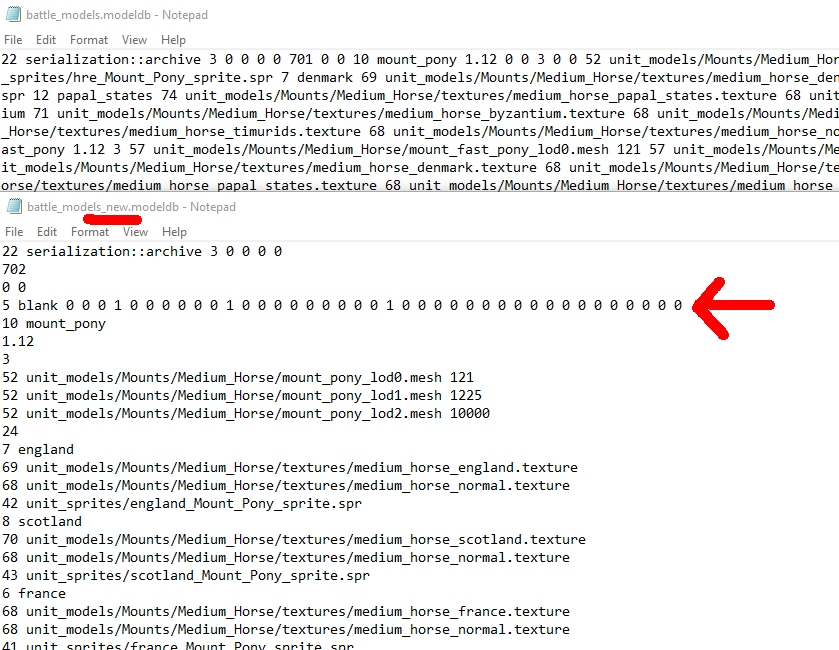 battle_models.modeldb - Notepad
File Edit Format View Help
22 serialization::archive 3 0 0 0 0 701 0 0 10 mount_pony 1.12 0 0 3 0 0 52 unit_models/Mounts/Medium_Hor
_sprites/hre_Mount_Pony_sprite.spr 7 denmark 69 unit_models/Mounts/Medium_Horse/textures/medium_horse_den
spr 12 papal_states 74 unit_models/Mounts/Medium_Horse/textures/medium_horse_papal_states.texture 68 unit
ium 71 unit_models/Mounts/Medium_Horse/textures/medium_horse_byzantium.texture 68 unit_models/Mounts/Medi
_Horse/textures/medium_horse_timurids.texture 68 unit_models/Mounts/Medium_Horse/textures/medium_horse_no
ast_pony 1.12 3 57 unit_models/Mounts/Medium_Horse/mount_fast_pony_lod0.mesh 121 57 unit_models/Mounts/Me
it_models/Mounts/Medium_Horse/textures/medium_horse_denmark.texture 68 unit_models/Mounts/Medium_Horse/te
orse/textures/medium_horse_papal_states.texture 68 unit_models/Mounts/Medium_Horse/textures/medium_horse_
battle_models_new.modeldb - Notepad
File Edit Format View Help
22 serialization::archive 3 0 0 0 0
702
0 0
5 blank 0 0 0 1 0 0 0 0 0 0 1 0 0 0 0 0 0 0 0 0 1 0 0 0 0 0 0 0 0 0 0 0 0 0 0 0 0 0 0
10 mount_pony
1.12
3
52 unit_models/Mounts/Medium_Horse/mount_pony_lod0.mesh 121
52 unit_models/Mounts/Medium_Horse/mount_pony_lod1.mesh 1225
52 unit_models/Mounts/Medium_Horse/mount_pony_lod2.mesh 10000
24
7 england
69 unit_models/Mounts/Medium_Horse/textures/medium_horse_england.texture
68 unit_models/Mounts/Medium_Horse/textures/medium_horse_normal.texture
42 unit_sprites/england_Mount_Pony_sprite.spr
8 scotland
70 unit_models/Mounts/Medium_Horse/textures/medium_horse_scotland.texture
68 unit_models/Mounts/Medium_Horse/textures/medium_horse_normal.texture
43 unit_sprites/scotland_Mount_Pony_sprite.spr
6 france
68 unit_models/Mounts/Medium_Horse/textures/medium_horse_france.texture
68 unit_models/Mounts/Medium_Horse/textures/medium_horse_normal.texture
41 unit_sprites/france_Mount_Pony_sprite.spr